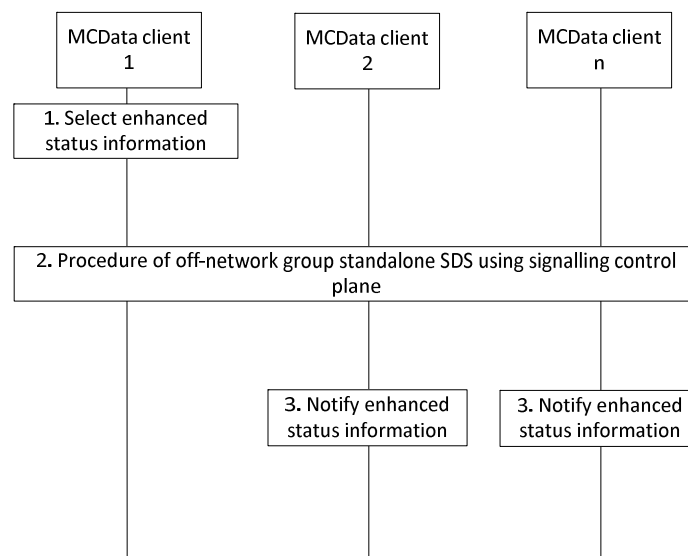 MCData client
1
MCData client
2
MCData client
n
1. Select enhanced
status information
2. Procedure of off-network group standalone SDS using signalling control
plane
3. Notify enhanced
status information
3. Notify enhanced
status information